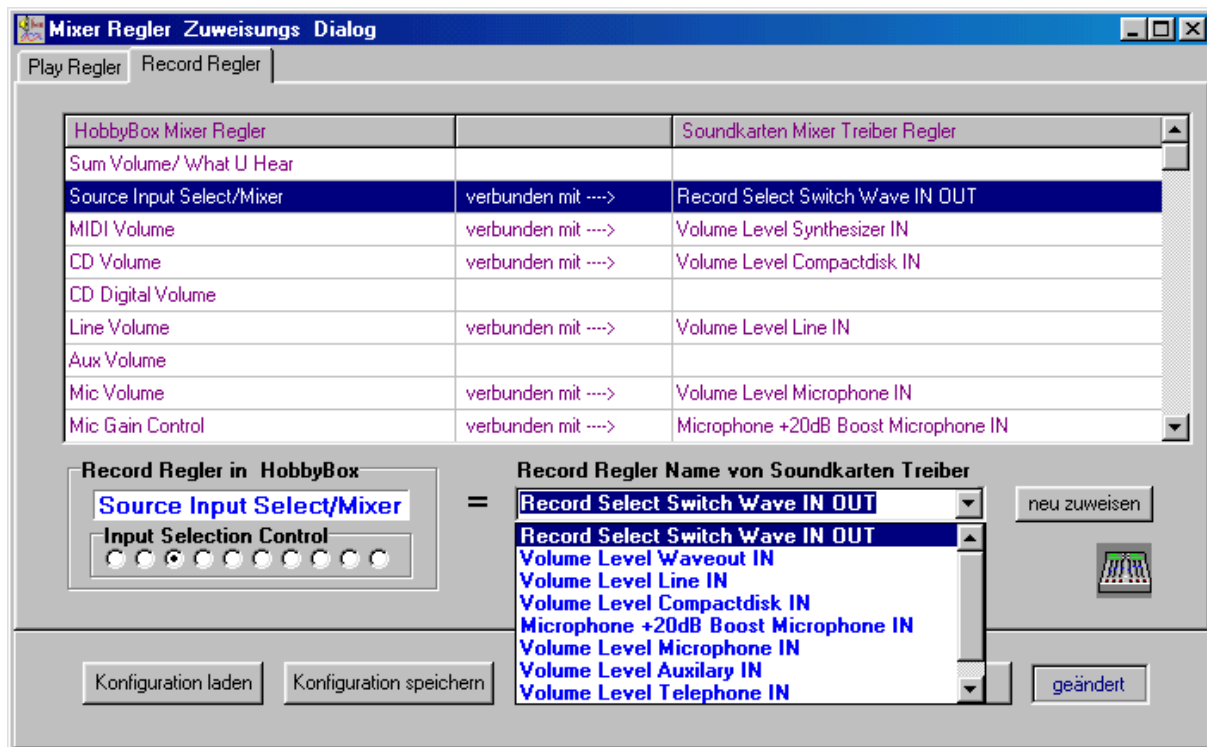 Mixer Regler Zuweisungs Dialog
Play Regler Record Regler
HobbyBox Mixer Regler Soundkarten Mixer Treiber Regler
Sum Volume/ What U Hear
Source Input Select/Mixer verbunden mit ----> Record Select Switch Wave IN OUT
MIDI Volume verbunden mit ----> Volume Level Synthesizer IN
CD Volume verbunden mit ----> Volume Level Compactdisk IN
CD Digital Volume
Line Volume verbunden mit ----> Volume Level Line IN
Aux Volume
Mic Volume verbunden mit ----> Volume Level Microphone IN
Mic Gain Control verbunden mit ----> Microphone +20dB Boost Microphone IN
Record Regler in HobbyBox Record Regler Name von Soundkarten Treiber
Source Input Select/Mixer = Record Select Switch Wave IN OUT neu zuweisen
Input Selection Control
Record Select Switch Wave IN OUT
Volume Level Waveout IN
Volume Level Line IN
Volume Level Compactdisk IN
Microphone +20dB Boost Microphone IN
Volume Level Microphone IN
Volume Level Auxilary IN
Volume Level Telephone IN
Konfiguration laden Konfiguration speichern geändert